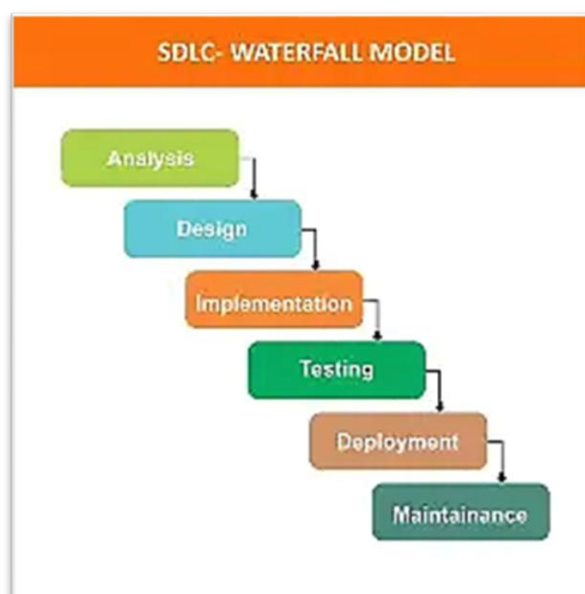 SDLC- WATERFALL MODEL
Analysis
Design
Implementation
Testing
Deployment
Maintainance